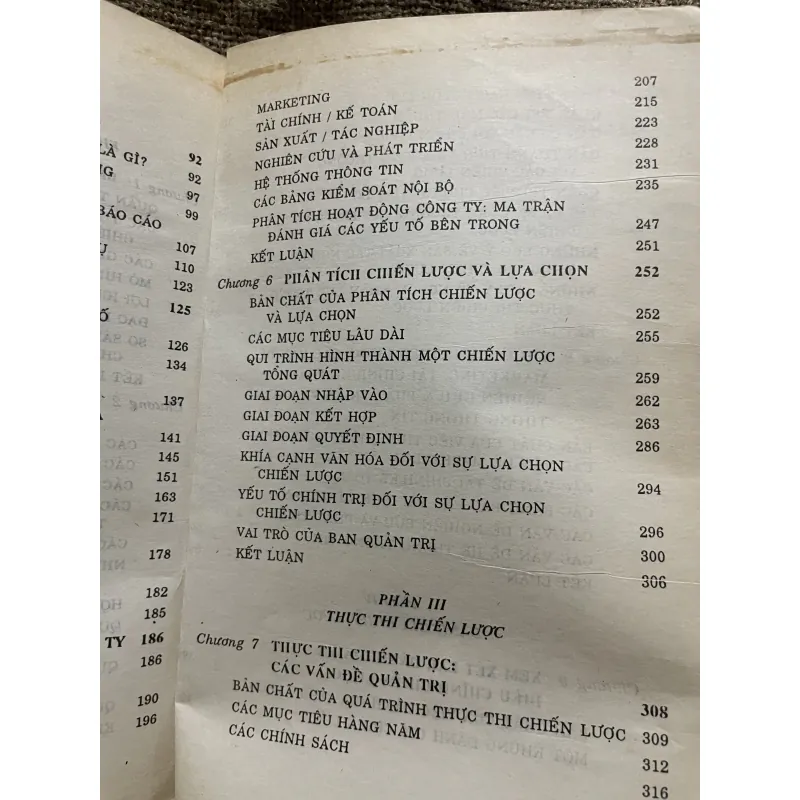 LÀ GÌ? 92
92
97
99
BÁO CÁO
107
110
123
125
126
134
137
141
145
151
163
171
178
182
185
TY 186
186
190
196
MARKETING 207
TÀI CHÍNH / KẾ TOÁN 215
SẢN XUẤT / TÁC NGHIỆP 223
NGHIÊN CỨU VÀ PHÁT TRIỂN 228
HỆ THỐNG THÔNG TIN 231
CÁC BẢNG KIỂM SOÁT NỘI BỘ 235
PHÂN TÍCH HOẠT ĐỘNG CÔNG TY: MA TRẬN
ĐÁNH GIÁ CÁC YẾU TỐ BÊN TRONG 247
KẾT LUẬN 251
Chương 6 PHÂN TÍCH CHIẾN LƯỢC VÀ LỰA CHỌN 252
BẢN CHẤT CỦA PHÂN TÍCH CHIẾN LƯỢC
VÀ LỰA CHỌN 252
CÁC MỤC TIÊU LÂU DÀI 255
QUI TRÌNH HÌNH THÀNH MỘT CHIẾN LƯỢC
TỔNG QUÁT 259
GIAI ĐOẠN NHẬP VÀO 262
GIAI ĐOẠN KẾT HỢP 263
GIAI ĐOẠN QUYẾT ĐỊNH 286
KHÍA CẠNH VĂN HÓA ĐỐI VỚI SỰ LỰA CHỌN
CHIẾN LƯỢC 294
YẾU TỐ CHÍNH TRỊ ĐỐI VỚI SỰ LỰA CHỌN
CHIẾN LƯỢC 296
VAI TRÒ CỦA BAN QUẢN TRỊ 300
KẾT LUẬN 306
PHẦN III
THỰC THI CHIẾN LƯỢC
Chương 7 THỰC THI CHIẾN LƯỢC:
CÁC VẤN ĐỀ QUẢN TRỊ 308
BẢN CHẤT CỦA QUÁ TRÌNH THỰC THI CHIẾN LƯỢC 309
CÁC MỤC TIÊU HÀNG NĂM 312
CÁC CHÍNH SÁCH 316